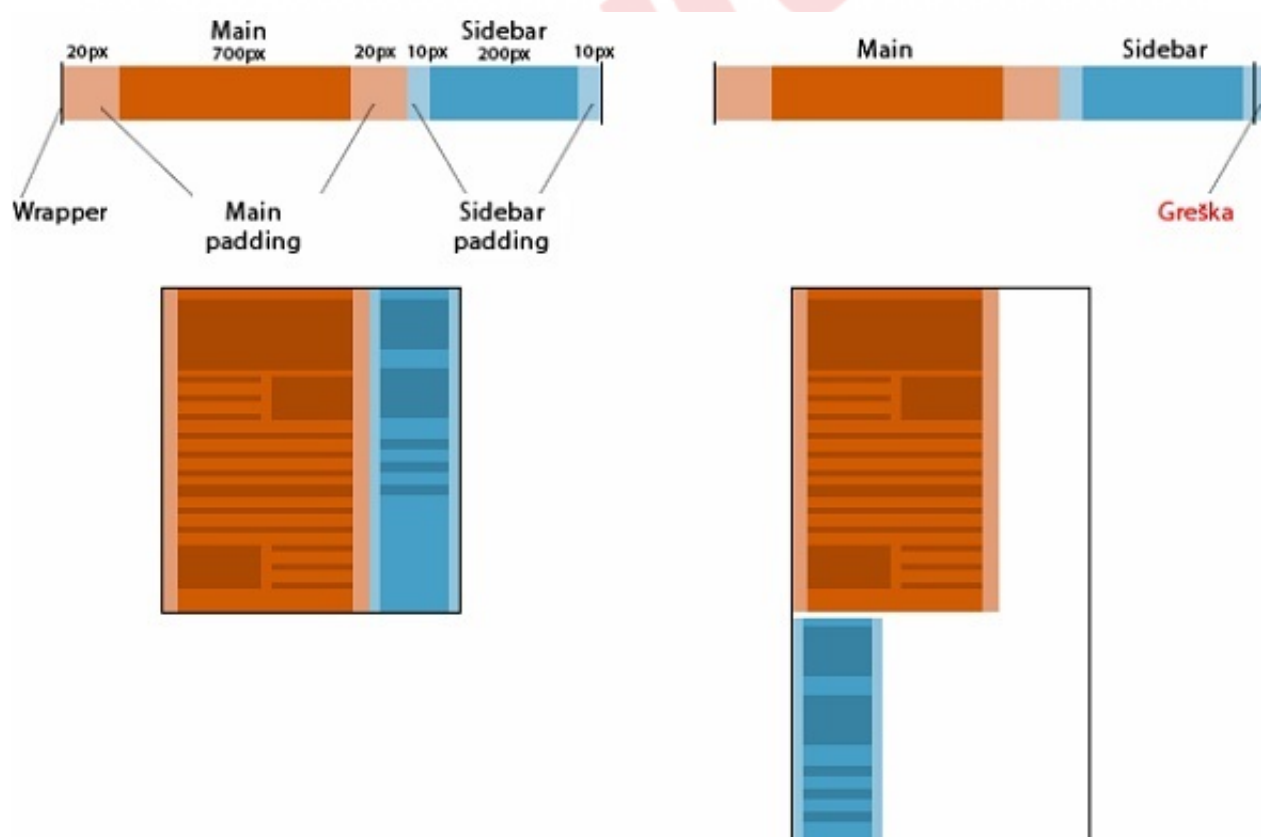 Main
20px 700px 20px 10px
Sidebar
200px 10px
Main
Sidebar
Wrapper
Main
padding
Sidebar
padding
Greška